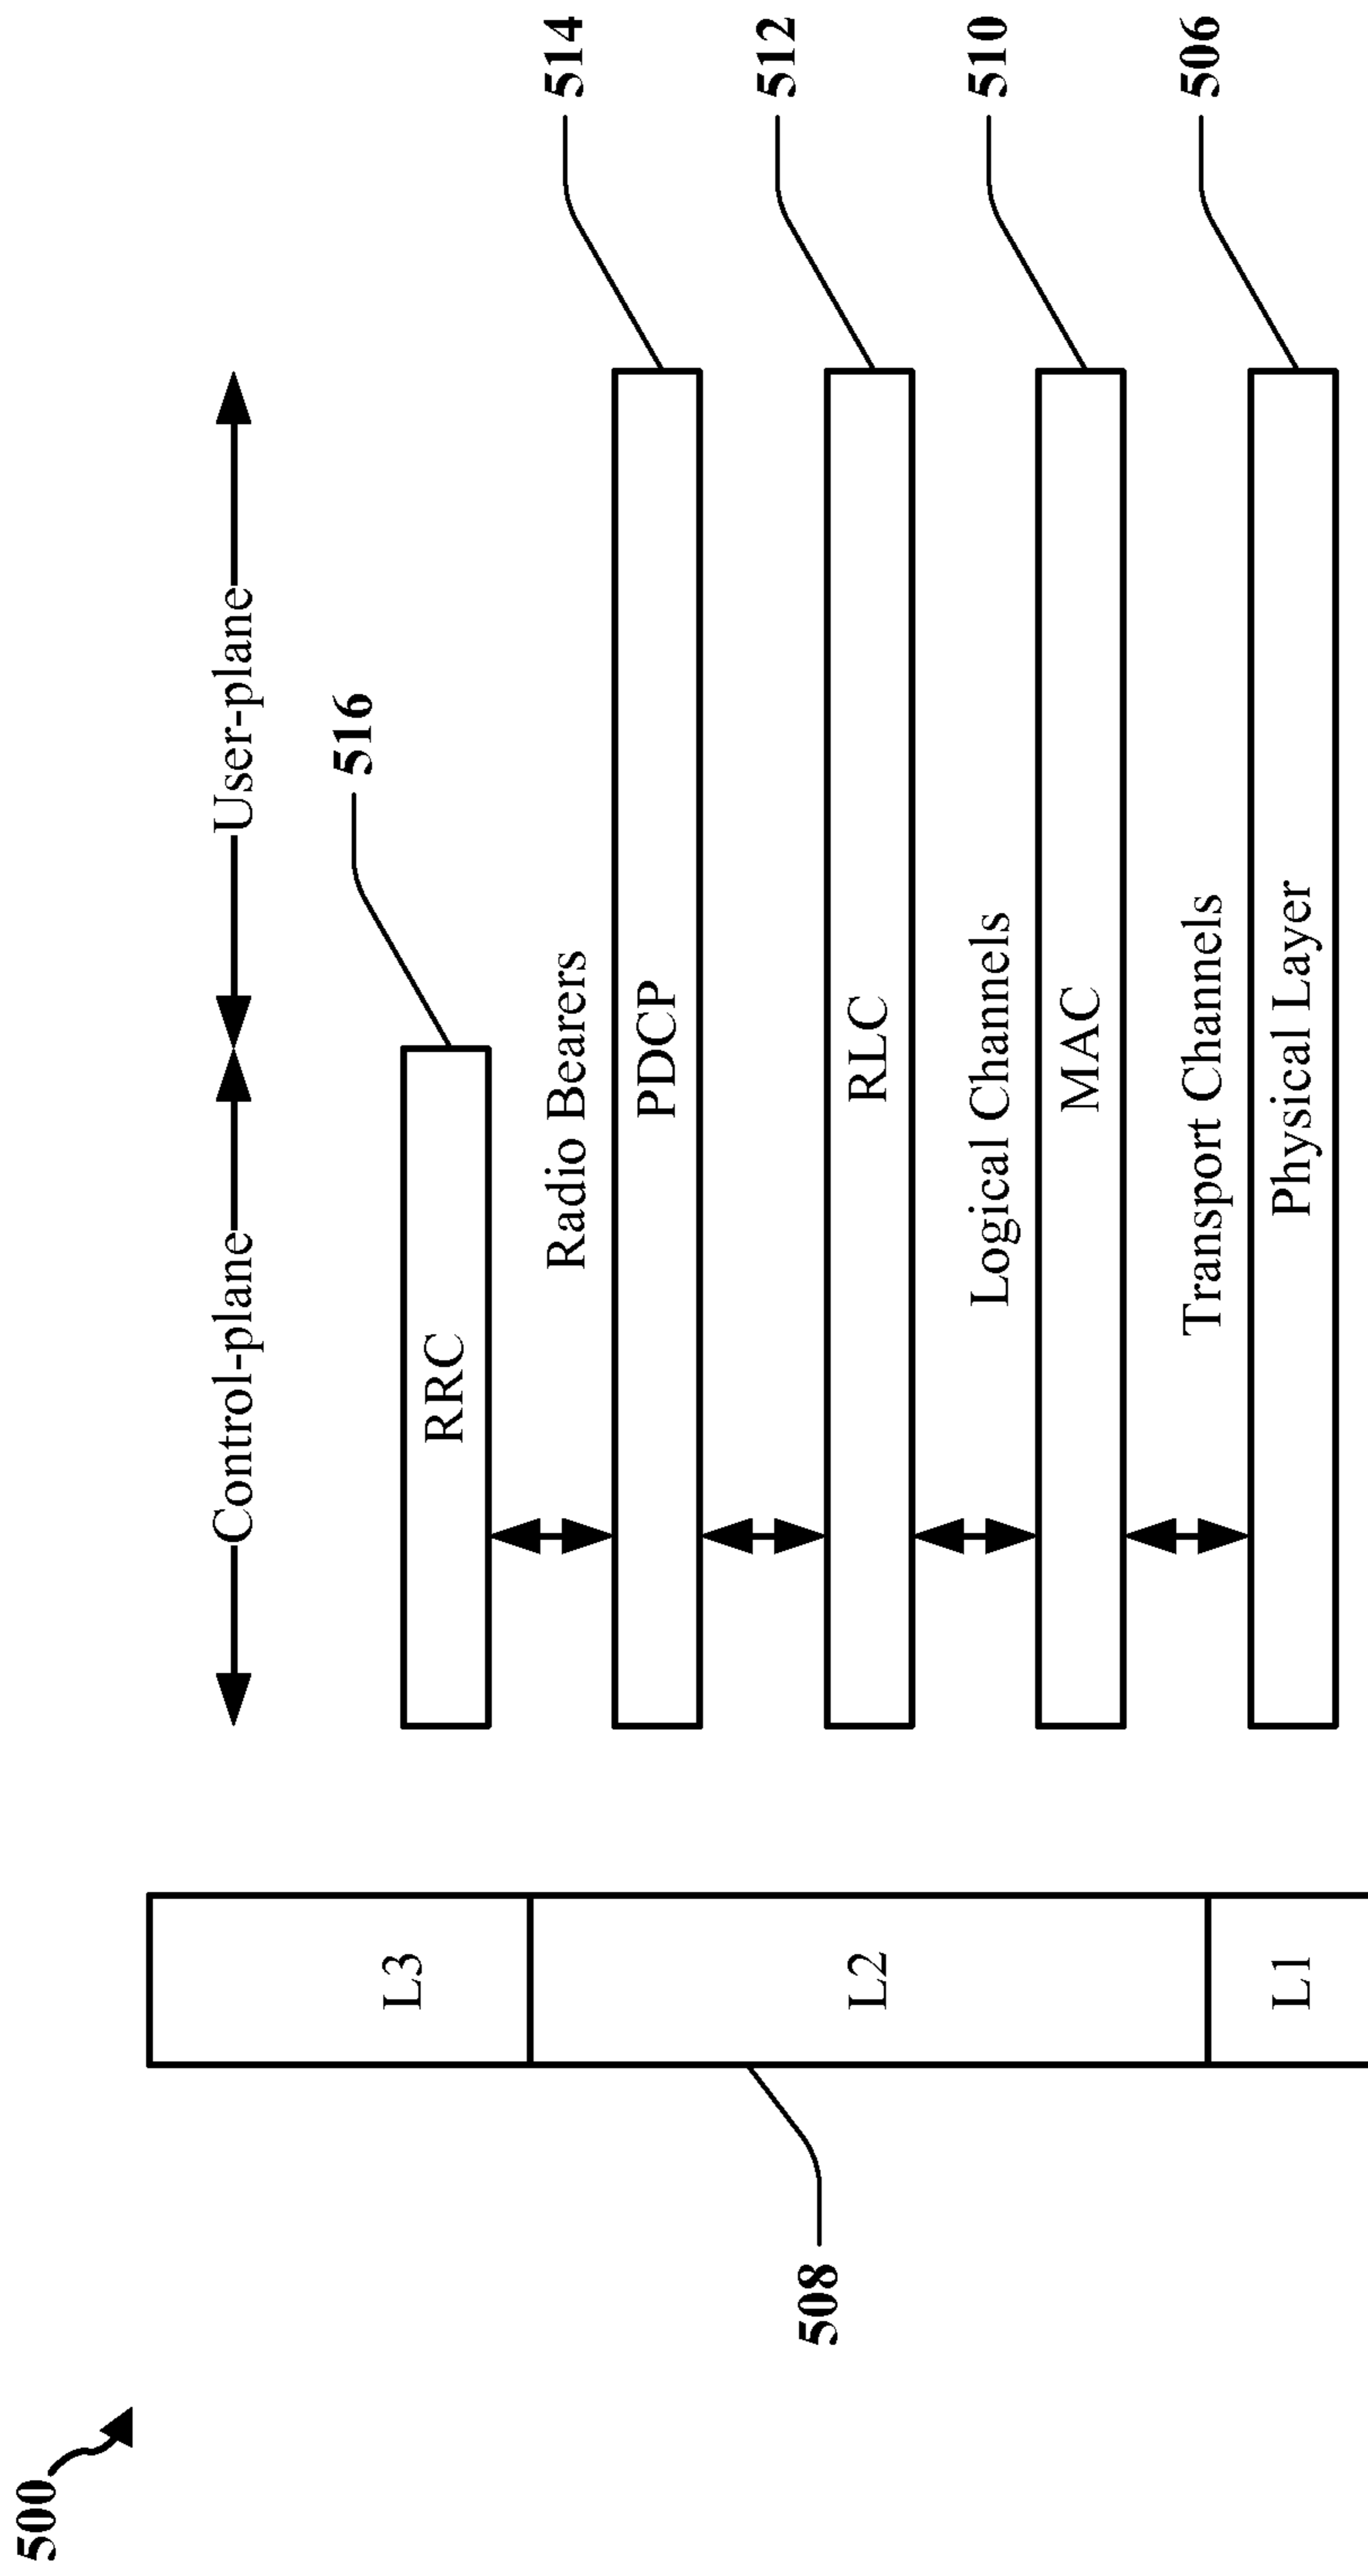 500
Control-plane
User-plane
516
RRC
L3
Radio Bearers
514
PDCP
512
RLC
L2
508
Logical Channels
510
MAC
Transport Channels
506
Physical Layer
L1